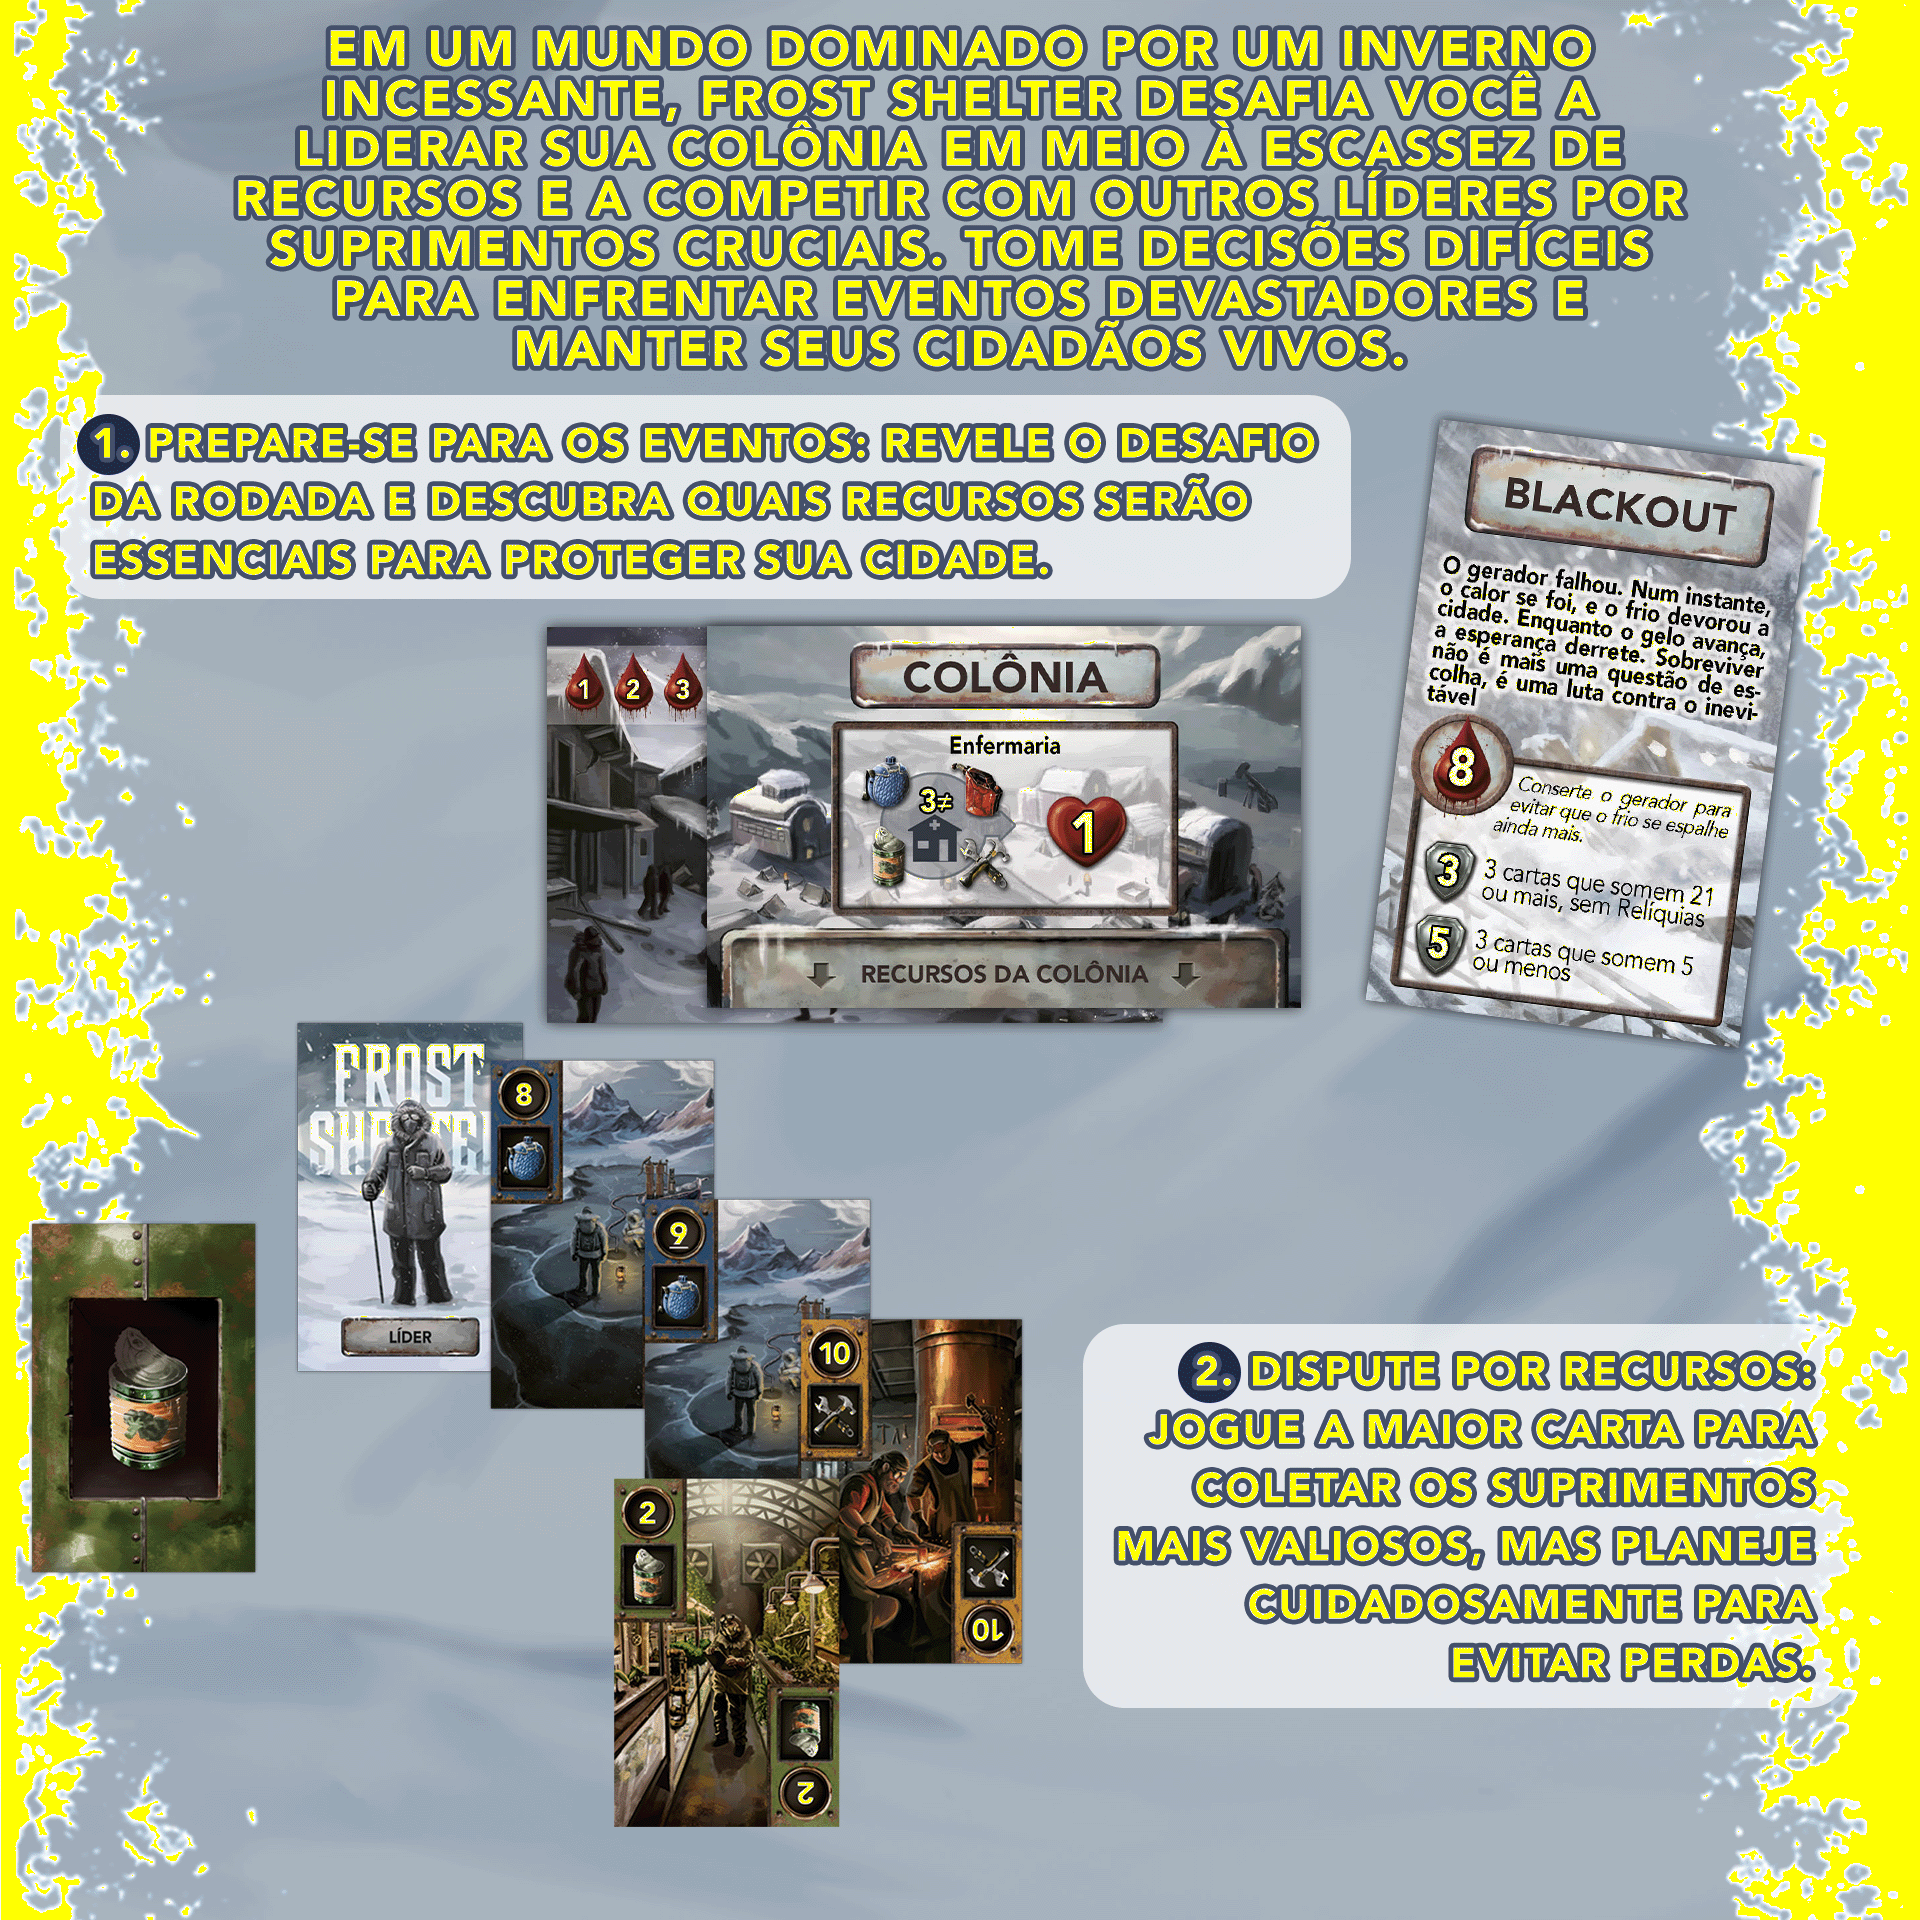 EM UM MUNDO DOMINADO POR UM INVERNO
INCESSANTE, FROST SHELTER DESAFIA VOCÊ A
LIDERAR SUA COLÔNIA EM MEIO À ESCASSEZ DE
RECURSOS E A COMPETIR COM OUTROS LÍDERES POR
SUPRIMENTOS CRUCIAIS. TOME DECISÕES DIFÍCEIS
PARA ENFRENTAR EVENTOS DEVASTADORES E
MANTER SEUS CIDADÃOS VIVOS.
1. PREPARE-SE PARA OS EVENTOS: REVELE O DESAFIO
DA RODADA E DESCUBRA QUAIS RECURSOS SERÃO
ESSENCIAIS PARA PROTEGER SUA CIDADE.
BLACKOUT
O gerador falhou. Num instante,
o calor se foi, e o frio devorou a
cidade. Enquanto o gelo avança,
a esperança derrete. Sobreviver
não é mais uma questão de es-
colha, é uma luta contra o inevi-
tável
8
Conserte o gerador para
evitar que o frio se espalhe
ainda mais.
3
3 cartas que somem 21
ou mais, sem Relíquias
5
3 cartas que somem 5
ou menos
1 2 3
COLÔNIA
Enfermaria
3≠
1
RECURSOS DA COLÔNIA
FROST
SHELTE
LÍDER
8
9
10
10
2
2
2. DISPUTE POR RECURSOS:
JOGUE A MAIOR CARTA PARA
COLETAR OS SUPRIMENTOS
MAIS VALIOSOS, MAS PLANEJE
CUIDADOSAMENTE PARA
EVITAR PERDAS.